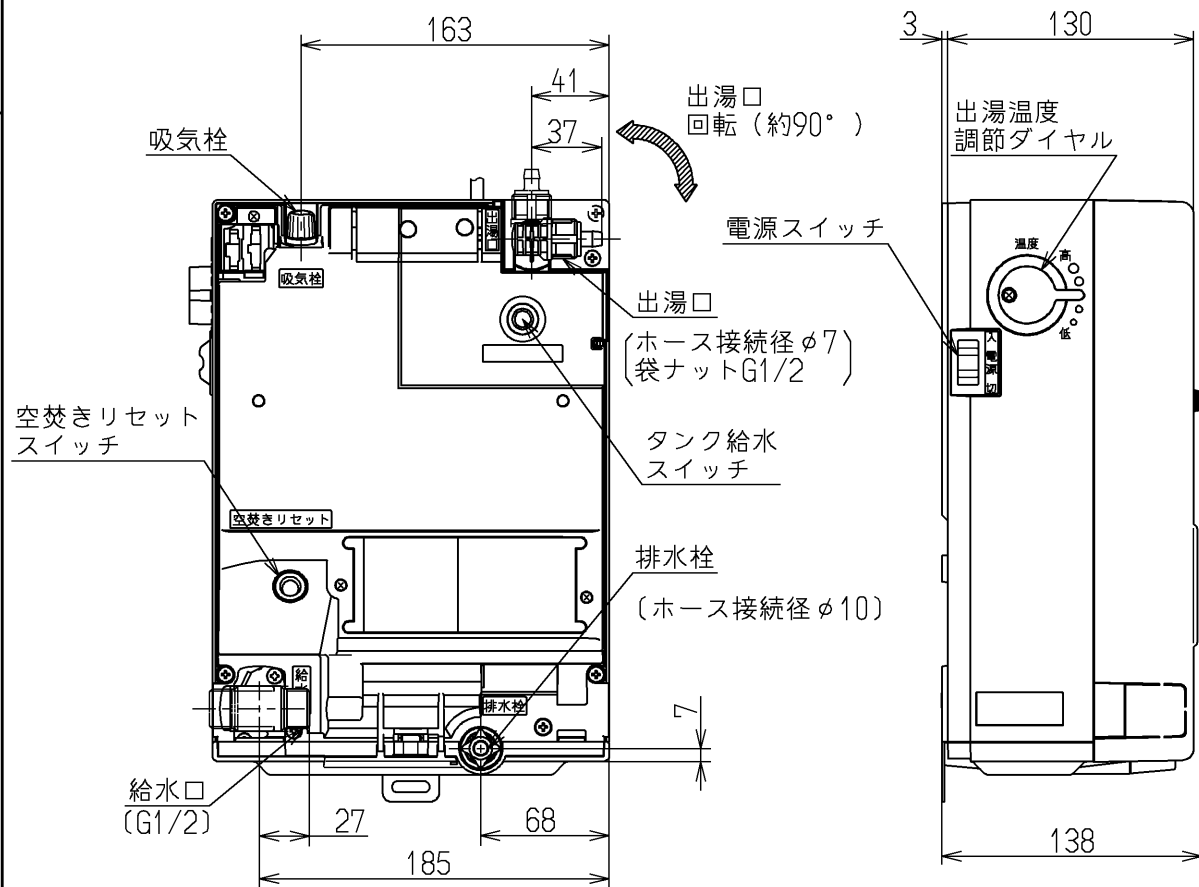 163
3
130
41
出湯口
回転（約90°）
出湯温度
調節ダイヤル
37
吸気栓
出湯口
電源スイッチ
温度
高
低
吸気栓
出湯口
（ホース接続径φ7）
袋ナットG1/2
入
電源
切
空焚きリセット
スイッチ
タンク給水
スイッチ
空焚きリセット
排水栓
（ホース接続径φ10）
給水
排水栓
7
給水口
(G1/2)
27
68
138
185